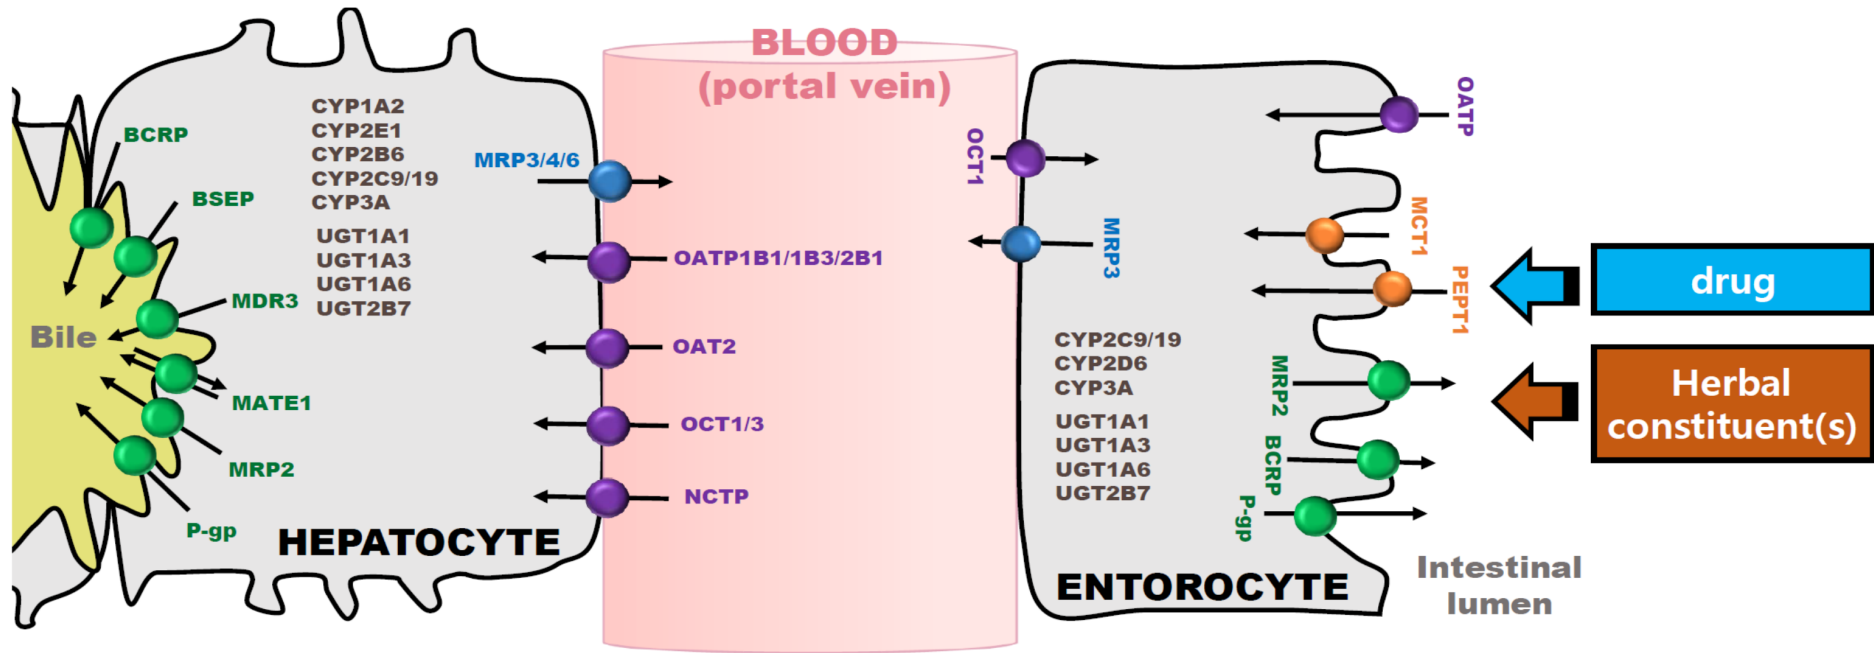 BLOOD
(portal vein)
BCRP
BSEP
MDR3
Bile
MATE1
MRP2
P-gp
CYP1A2
CYP2E1
CYP2B6
CYP2C9/19
CYP3A
UGT1A1
UGT1A3
UGT1A6
UGT2B7
HEPATOCYTE
MRP3/4/6
OATP1B1/1B3/2B1
OAT2
OCT1/3
NCTP
OCT1
MRP3
CYP2C9/19
CYP2D6
CYP3A
UGT1A1
UGT1A3
UGT1A6
UGT2B7
ENTOROCYTE
OATP
MCT1
PEPT1
MRP2
BCRP
P-gp
Intestinal
lumen
drug
Herbal
constituent(s)